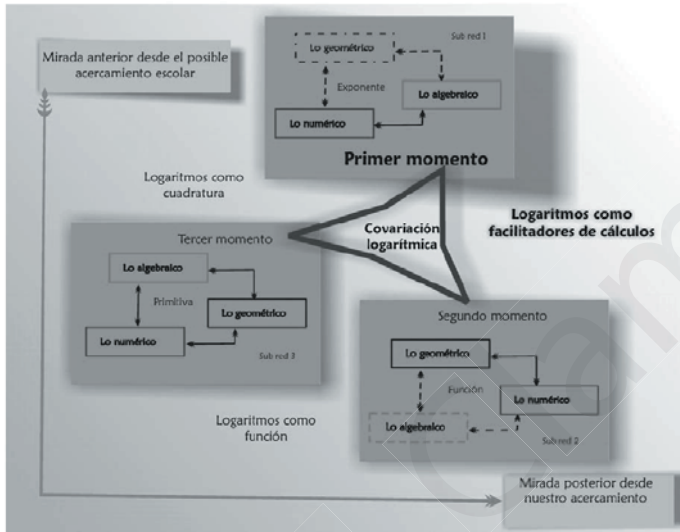 Mirada anterior desde el posible
acercamiento escolar
Sub red 1
Lo geométrico
Exponente
Lo algebraico
Lo numérico
Primer momento
Logaritmos como
cuadratura
Logaritmos como
facilitadores de cálculos
Covariación
logarítmica
Tercer momento
Lo algebraico
Primitiva
Lo geométrico
Lo numérico
Sub red 3
Segundo momento
Lo geométrico
Función
Lo numérico
Lo algebraico
Sub red 2
Logaritmos como
función
Mirada posterior desde
nuestro acercamiento